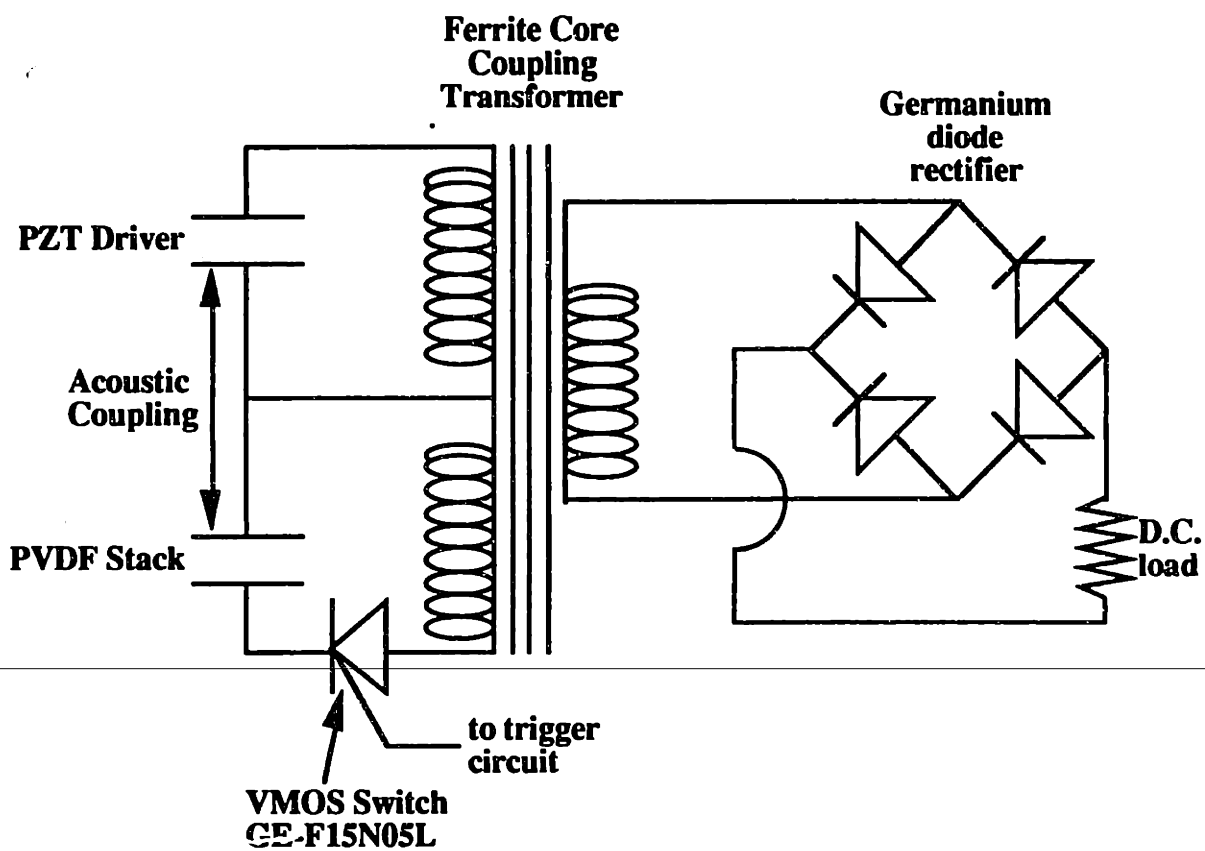 Ferrite Core
Coupling
Transformer
Germanium
diode
rectifier
PZT Driver
Acoustic
Coupling
PVDF Stack
D.C.
load
to trigger
circuit
VMOS Switch
GE-F15N05L